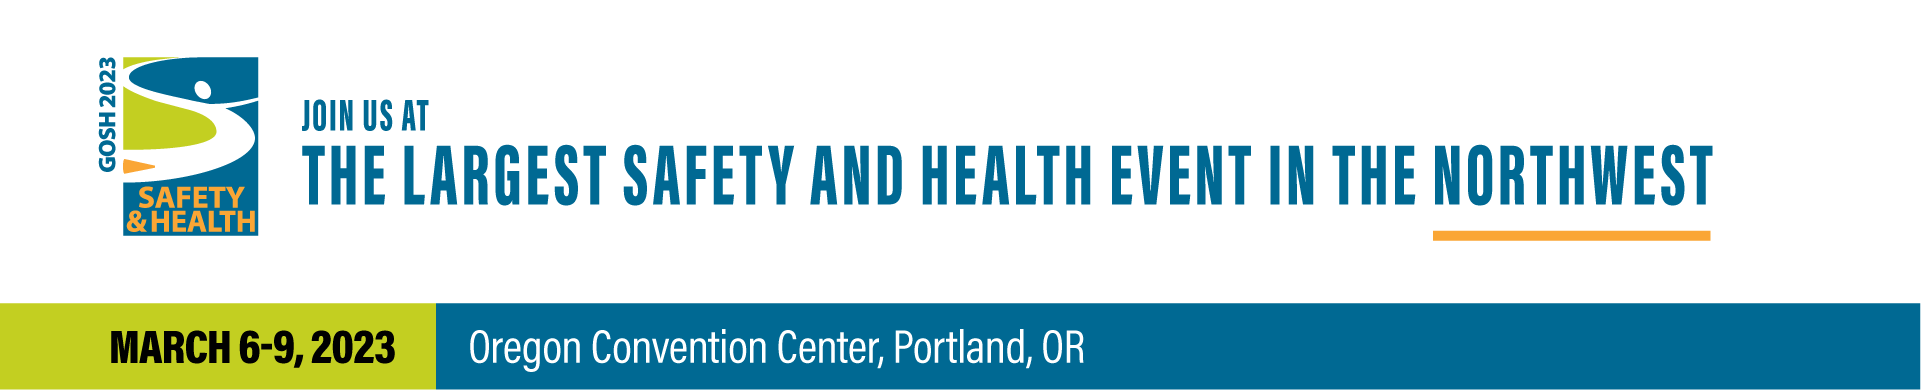 GOSH 2023
SAFETY
& HEALTH
JOIN US AT
THE LARGEST SAFETY AND HEALTH EVENT IN THE NORTHWEST
MARCH 6-9, 2023
Oregon Convention Center, Portland, OR